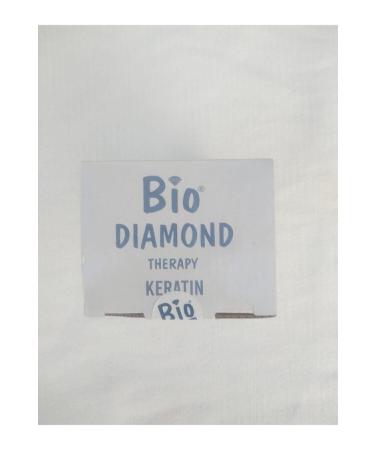 Bio®
DIAMOND
THERAPY
KERATIN
Bio